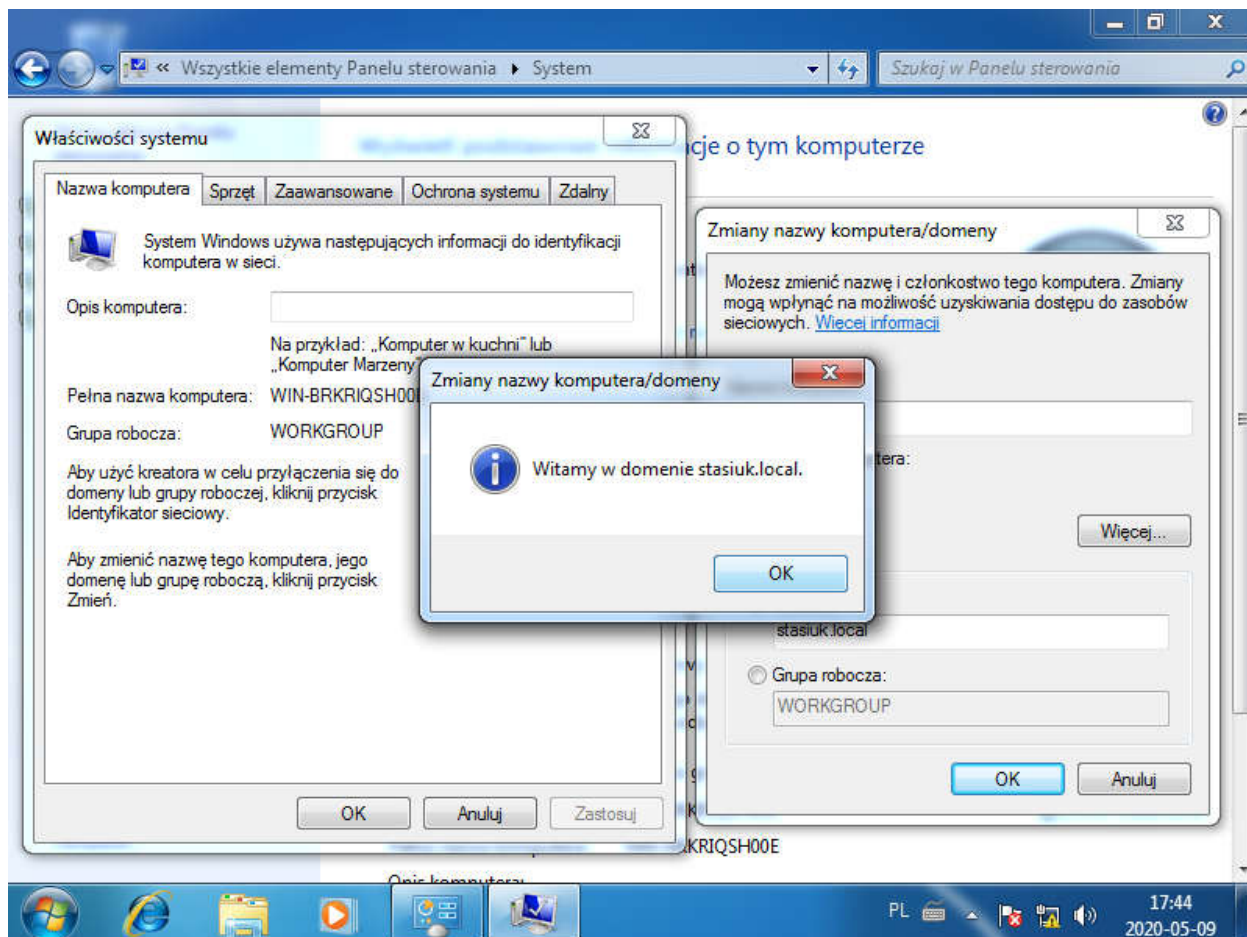 « Wszystkie elementy Panelu sterowania ▸ System
Szukaj w Panelu sterowania
Właściwości systemu
cje o tym komputerze
Nazwa komputera Sprzęt Zaawansowane Ochrona systemu Zdalny
System Windows używa następujących informacji do identyfikacji
komputera w sieci.
Opis komputera:
Na przykład: „Komputer w kuchni” lub
„Komputer Marzeny”
Pełna nazwa komputera: WIN-BRKRIQSH00
Grupa robocza: WORKGROUP
Aby użyć kreatora w celu przyłączenia się do
domeny lub grupy roboczej, kliknij przycisk
Identyfikator sieciowy.
Aby zmienić nazwę tego komputera, jego
domenę lub grupę roboczą, kliknij przycisk
Zmień.
OK Anuluj Zastosuj
Zmiany nazwy komputera/domeny
Możesz zmienić nazwę i członkostwo tego komputera. Zmiany
mogą wpłynąć na możliwość uzyskiwania dostępu do zasobów
sieciowych. Więcej informacji
tera:
Więcej...
stasiuk.local
Grupa robocza:
WORKGROUP
OK Anuluj
Zmiany nazwy komputera/domeny
Witamy w domenie stasiuk.local.
OK
KRIQSH00E
Opis komputera:
PL
17:44
2020-05-09